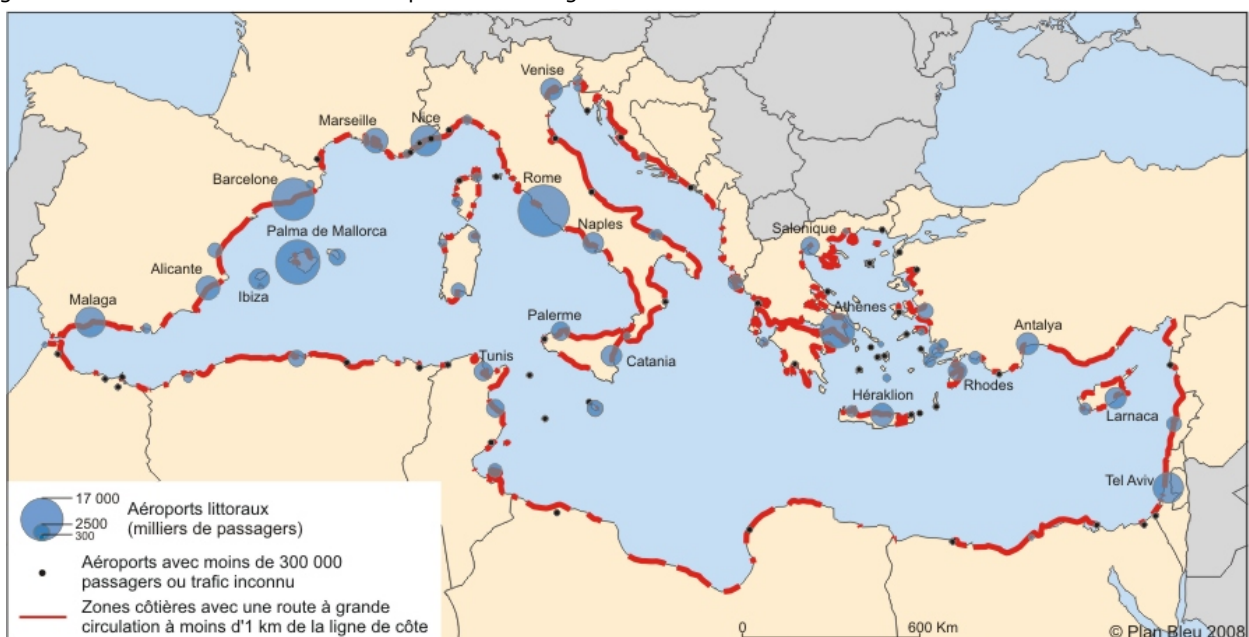 Venise
Marseille
Nice
Barcelone
Rome
Palma de Mallorca
Naples
Salonique
Alicante
Ibiza
Malaga
Athènes
Palerme
Antalya
Tunis
Catania
Rhodes
Héraklion
Larnaca
Tel Aviv
17 000
2500
300
Aéroports littoraux
(milliers de passagers)
Aéroports avec moins de 300 000
passagers ou trafic inconnu
Zones côtières avec une route à grande
circulation à moins d'1 km de la ligne de côte
0 600 Km
© Plan Bleu 2008